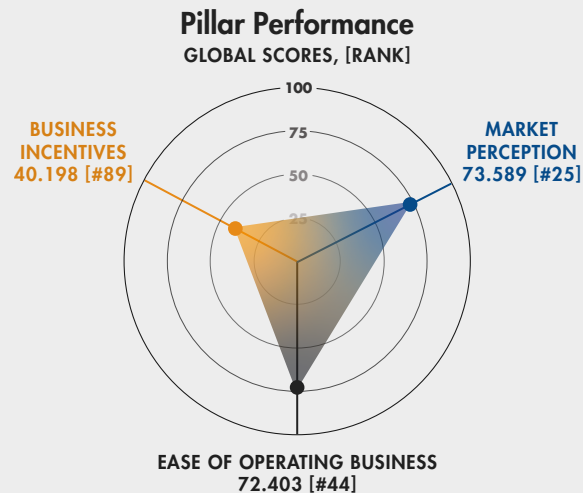 Pillar Performance
GLOBAL SCORES, [RANK]
100
75
50
25
BUSINESS
INCENTIVES
40.198 [#89]
MARKET
PERCEPTION
73.589 [#25]
EASE OF OPERATING BUSINESS
72.403 [#44]